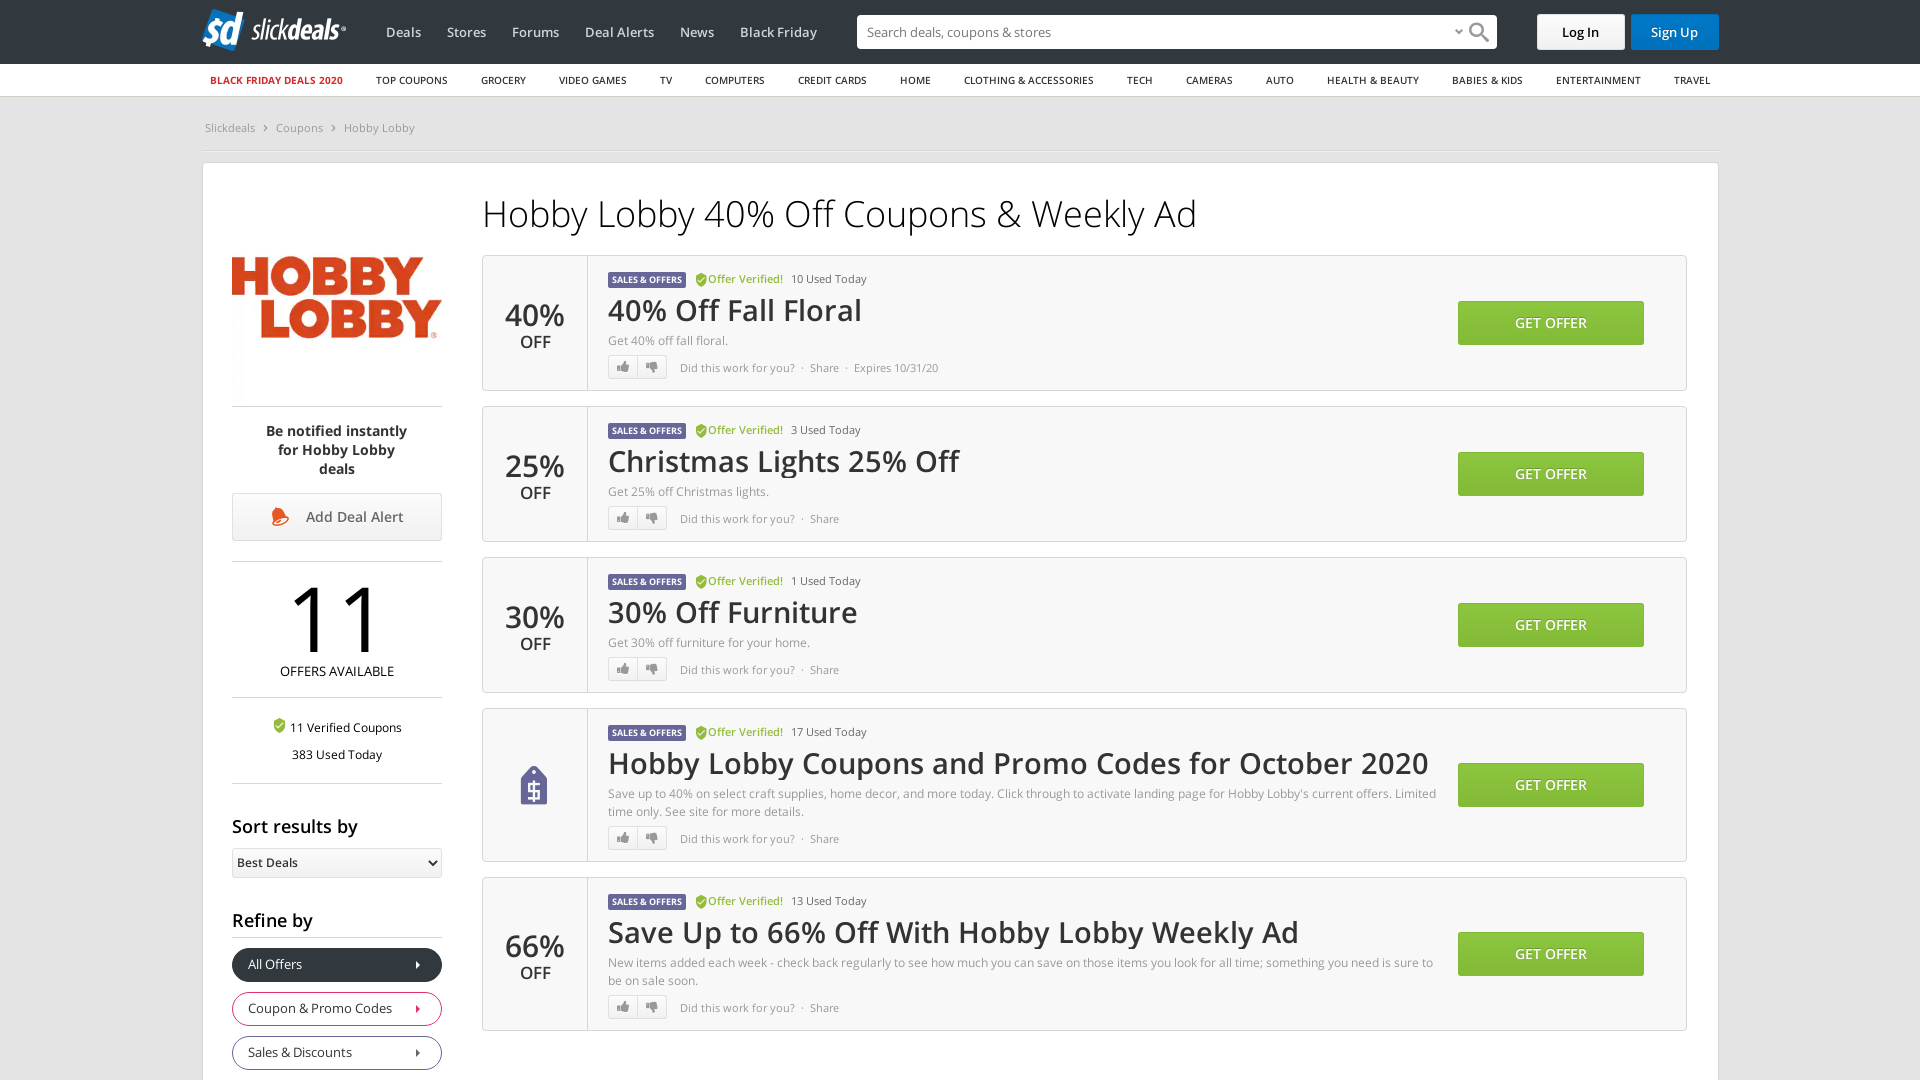 sd slickdeals
Deals
Stores
Forums
Deal Alerts
News
Black Friday
Search deals, coupons & stores
Log In
Sign Up
BLACK FRIDAY DEALS 2020
TOP COUPONS
GROCERY
VIDEO GAMES
TV
COMPUTERS
CREDIT CARDS
HOME
CLOTHING & ACCESSORIES
TECH
CAMERAS
AUTO
HEALTH & BEAUTY
BABIES & KIDS
ENTERTAINMENT
TRAVEL
Slickdeals > Coupons > Hobby Lobby
HOBBY
LOBBY®
Be notified instantly
for Hobby Lobby
deals
Add Deal Alert
11
OFFERS AVAILABLE
11 Verified Coupons
383 Used Today
Sort results by
Best Deals
Refine by
All Offers
Coupon & Promo Codes
Sales & Discounts
Hobby Lobby 40% Off Coupons & Weekly Ad
40%
OFF
SALES & OFFERS Offer Verified! 10 Used Today
40% Off Fall Floral
Get 40% off fall floral.
Did this work for you? · Share · Expires 10/31/20
GET OFFER
25%
OFF
SALES & OFFERS Offer Verified! 3 Used Today
Christmas Lights 25% Off
Get 25% off Christmas lights.
Did this work for you? · Share
GET OFFER
30%
OFF
SALES & OFFERS Offer Verified! 1 Used Today
30% Off Furniture
Get 30% off furniture for your home.
Did this work for you? · Share
GET OFFER
$
SALES & OFFERS Offer Verified! 17 Used Today
Hobby Lobby Coupons and Promo Codes for October 2020
Save up to 40% on select craft supplies, home decor, and more today. Click through to activate landing page for Hobby Lobby's current offers. Limited
time only. See site for more details.
Did this work for you? · Share
GET OFFER
66%
OFF
SALES & OFFERS Offer Verified! 13 Used Today
Save Up to 66% Off With Hobby Lobby Weekly Ad
New items added each week - check back regularly to see how much you can save on those items you look for all time; something you need is sure to
be on sale soon.
Did this work for you? · Share
GET OFFER